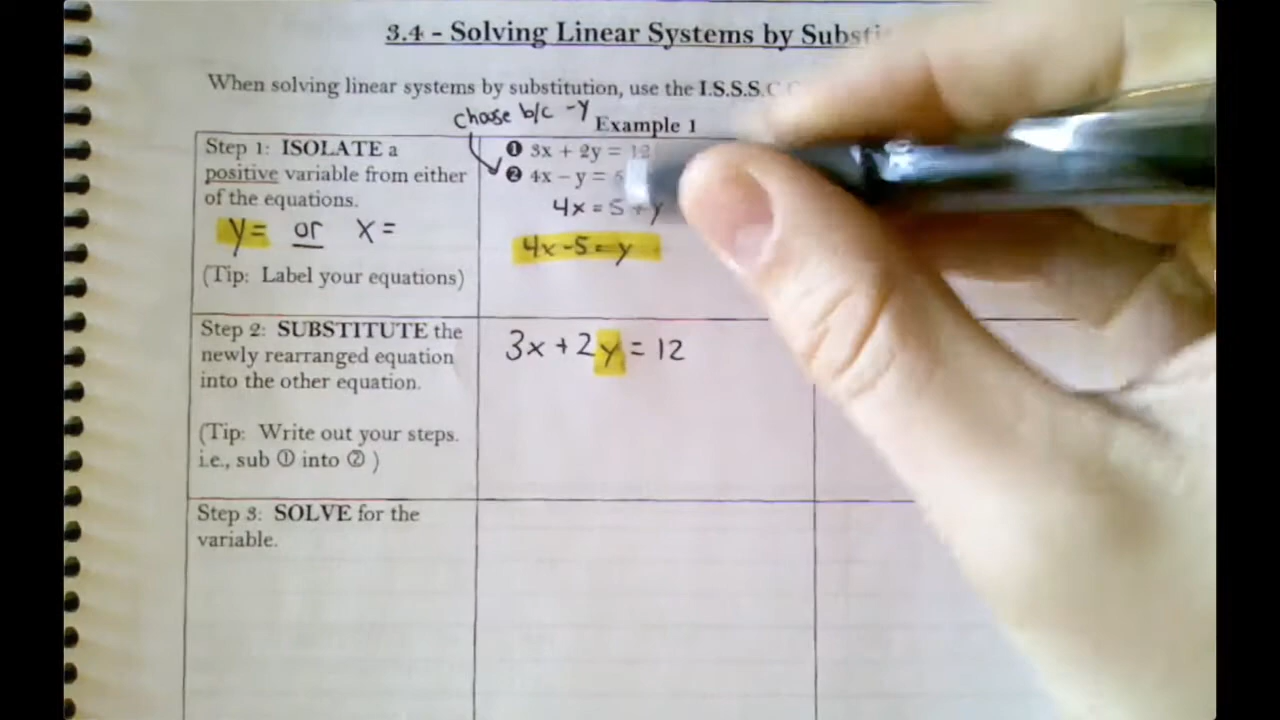 3.4 - Solving Linear Systems by
When solving linear systems by substitution, use the I.S.S.S.
chose b/c -y
Example 1
Step 1: ISOLATE a
positive variable from either
of the equations.
y= or x=
(Tip: Label your equations)
❶ 3x + 2y = 12
❷ 4x – y =
4x = 5 + y
4x-5=y
Step 2: SUBSTITUTE the
newly rearranged equation
into the other equation.
(Tip: Write out your steps.
i.e., sub ① into ② )
3x + 2y = 12
Step 3: SOLVE for the
variable.